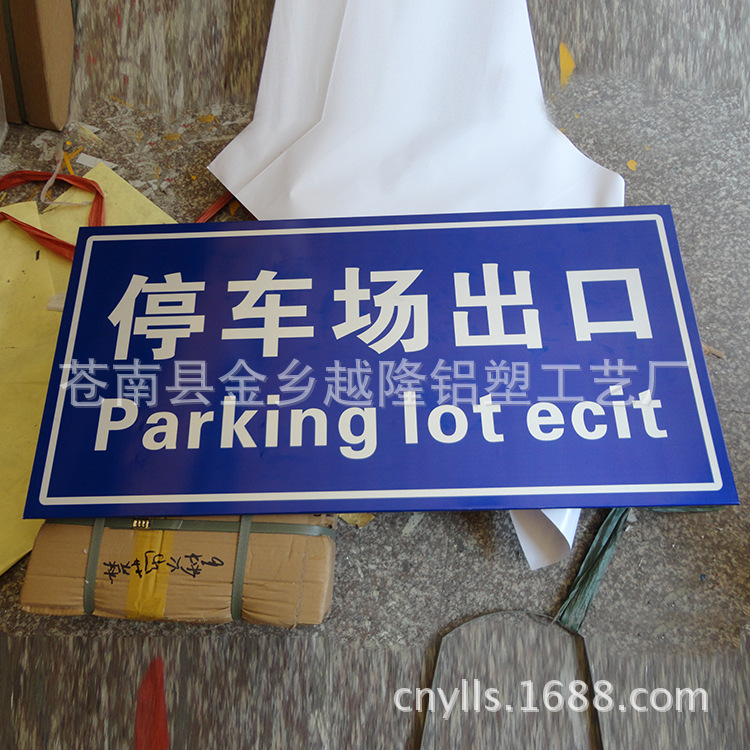 停车场出口
苍南县金乡越隆铝塑工艺厂
Parking lot ecit
cnylls.1688.com